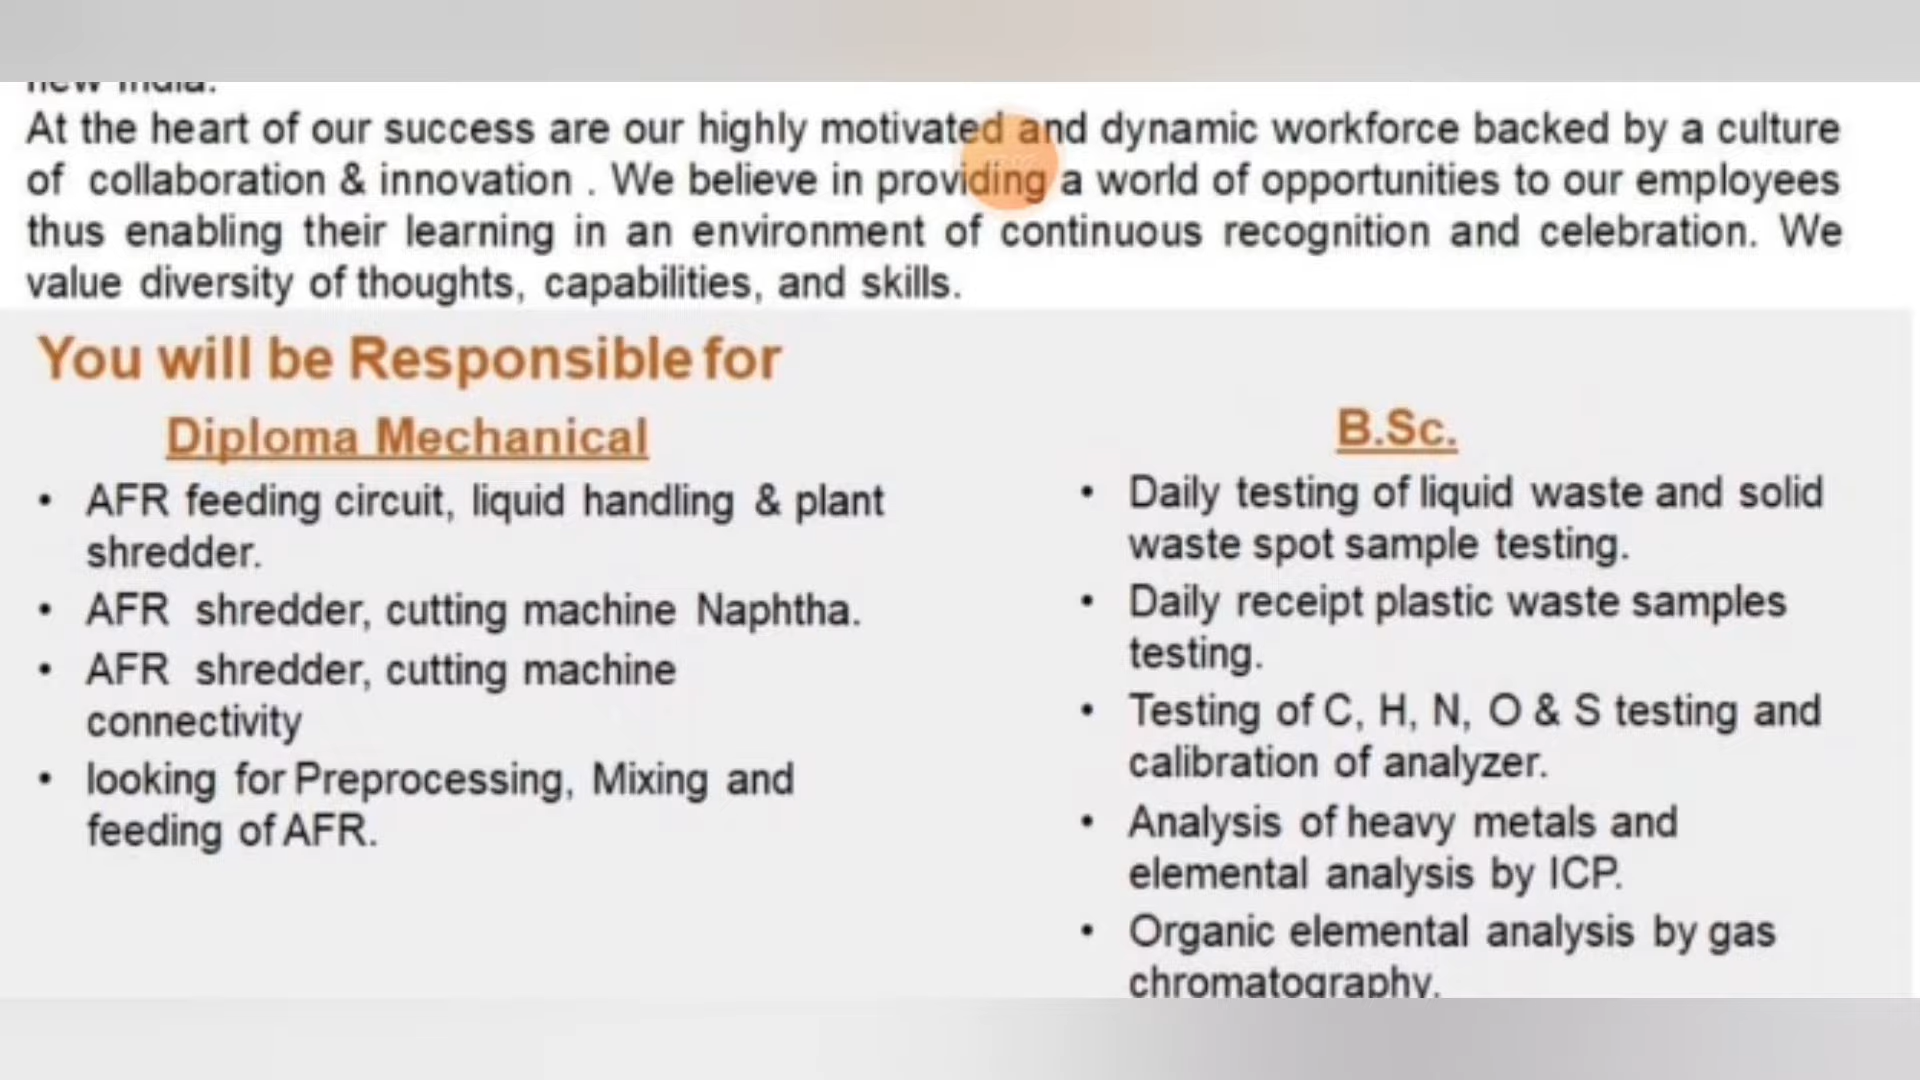 new India.
At the heart of our success are our highly motivated and dynamic workforce backed by a culture
of collaboration & innovation . We believe in providing a world of opportunities to our employees
thus enabling their learning in an environment of continuous recognition and celebration. We
value diversity of thoughts, capabilities, and skills.
You will be Responsible for
Diploma Mechanical
• AFR feeding circuit, liquid handling & plant
shredder.
• AFR shredder, cutting machine Naphtha.
• AFR shredder, cutting machine
connectivity
• looking for Preprocessing, Mixing and
feeding of AFR.
B.Sc.
• Daily testing of liquid waste and solid
waste spot sample testing.
• Daily receipt plastic waste samples
testing.
• Testing of C, H, N, O & S testing and
calibration of analyzer.
• Analysis of heavy metals and
elemental analysis by ICP.
• Organic elemental analysis by gas
chromatography.